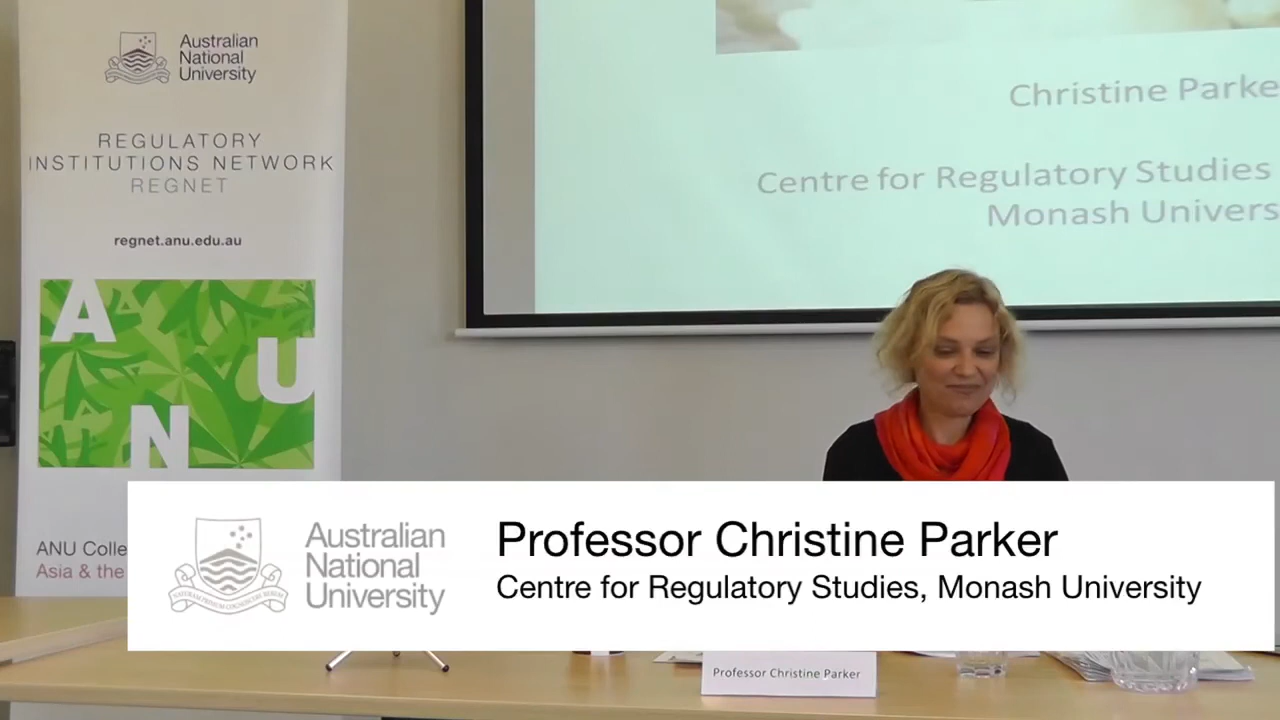 Australian
National
University
REGULATORY
INSTITUTIONS NETWORK
REGNET
regnet.anu.edu.au
A
N
U
ANU Colle
Asia & the
Christine Parke
Centre for Regulatory Studies
Monash Univers
Australian
National
University
Professor Christine Parker
Centre for Regulatory Studies, Monash University
Professor Christine Parker